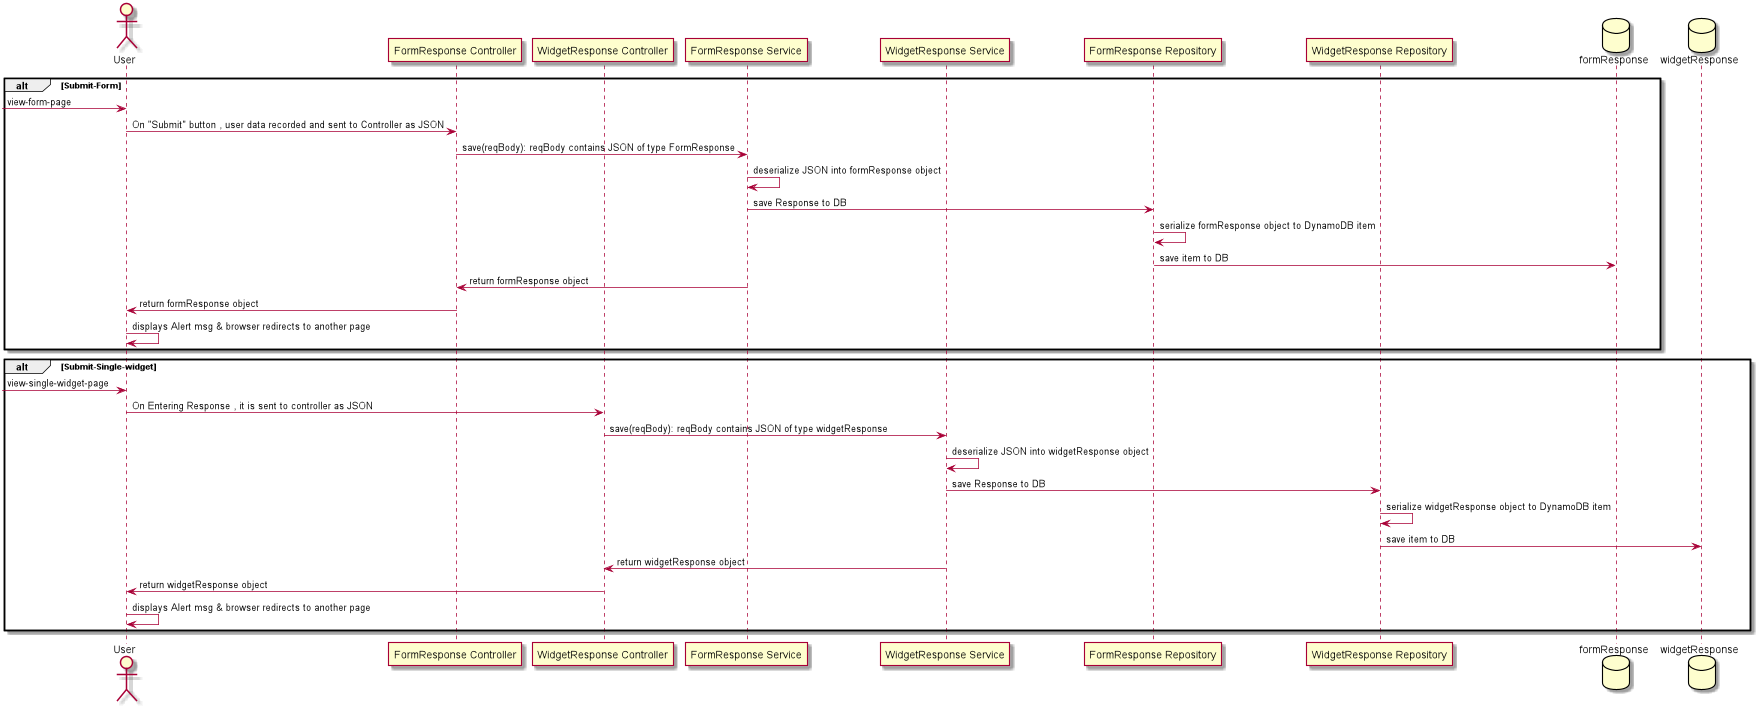 User
FormResponse Controller
WidgetResponse Controller
FormResponse Service
WidgetResponse Service
FormResponse Repository
WidgetResponse Repository
formResponse
widgetResponse
alt
[Submit-Form]
view-form-page
On "Submit" button , user data recorded and sent to Controller as JSON
save(reqBody): reqBody contains JSON of type FormResponse
deserialize JSON into formResponse object
save Response to DB
serialize formResponse object to DynamoDB item
save item to DB
return formResponse object
return formResponse object
displays Alert msg & browser redirects to another page
alt
[Submit-Single-widget]
view-single-widget-page
On Entering Response , it is sent to controller as JSON
save(reqBody): reqBody contains JSON of type widgetResponse
deserialize JSON into widgetResponse object
save Response to DB
serialize widgetResponse object to DynamoDB item
save item to DB
return widgetResponse object
return widgetResponse object
displays Alert msg & browser redirects to another page
User
FormResponse Controller
WidgetResponse Controller
FormResponse Service
WidgetResponse Service
FormResponse Repository
WidgetResponse Repository
formResponse
widgetResponse